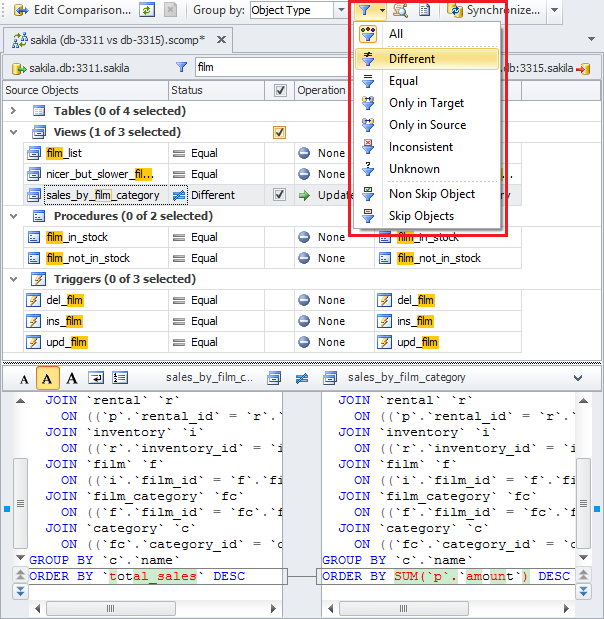 Edit Comparison... Group by: Object Type Synchronize...
sakila (db-3311 vs db-3315).scomp*
All
Different
Equal
Only in Target
Only in Source
Inconsistent
Unknown
Non Skip Object
Skip Objects
sakila.db:3311.sakila film db:3315.sakila
Source Objects Status Operation
Tables (0 of 4 selected)
Views (1 of 3 selected)
film_list Equal None
nicer_but_slower_fil... Equal None
sales_by_film_category Different Update
Procedures (0 of 2 selected)
film_in_stock Equal None film_in_stock
film_not_in_stock Equal None film_not_in_stock
Triggers (0 of 3 selected)
del_film Equal None del_film
ins_film Equal None ins_film
upd_film Equal None upd_film
A A A sales_by_film_c... sales_by_film_category
JOIN `rental` `r`
ON ((`p`.`rental_id` = `r`.`
JOIN `inventory` `i`
ON ((`r`.`inventory_id` = `i
JOIN `film` `f`
ON ((`i`.`film_id` = `f`.`fi
JOIN `film_category` `fc`
ON ((`f`.`film_id` = `fc`.`f
JOIN `category` `c`
ON ((`fc`.`category_id` = `c
GROUP BY `c`.`name`
ORDER BY `total_sales` DESC
JOIN `rental` `r`
ON ((`p`.`rental_id` = `r`.`
JOIN `inventory` `i`
ON ((`r`.`inventory_id` = `i
JOIN `film` `f`
ON ((`i`.`film_id` = `f`.`fi
JOIN `film_category` `fc`
ON ((`f`.`film_id` = `fc`.`f
JOIN `category` `c`
ON ((`fc`.`category_id` = `c
GROUP BY `c`.`name`
ORDER BY SUM(`p`.`amount`) DESC